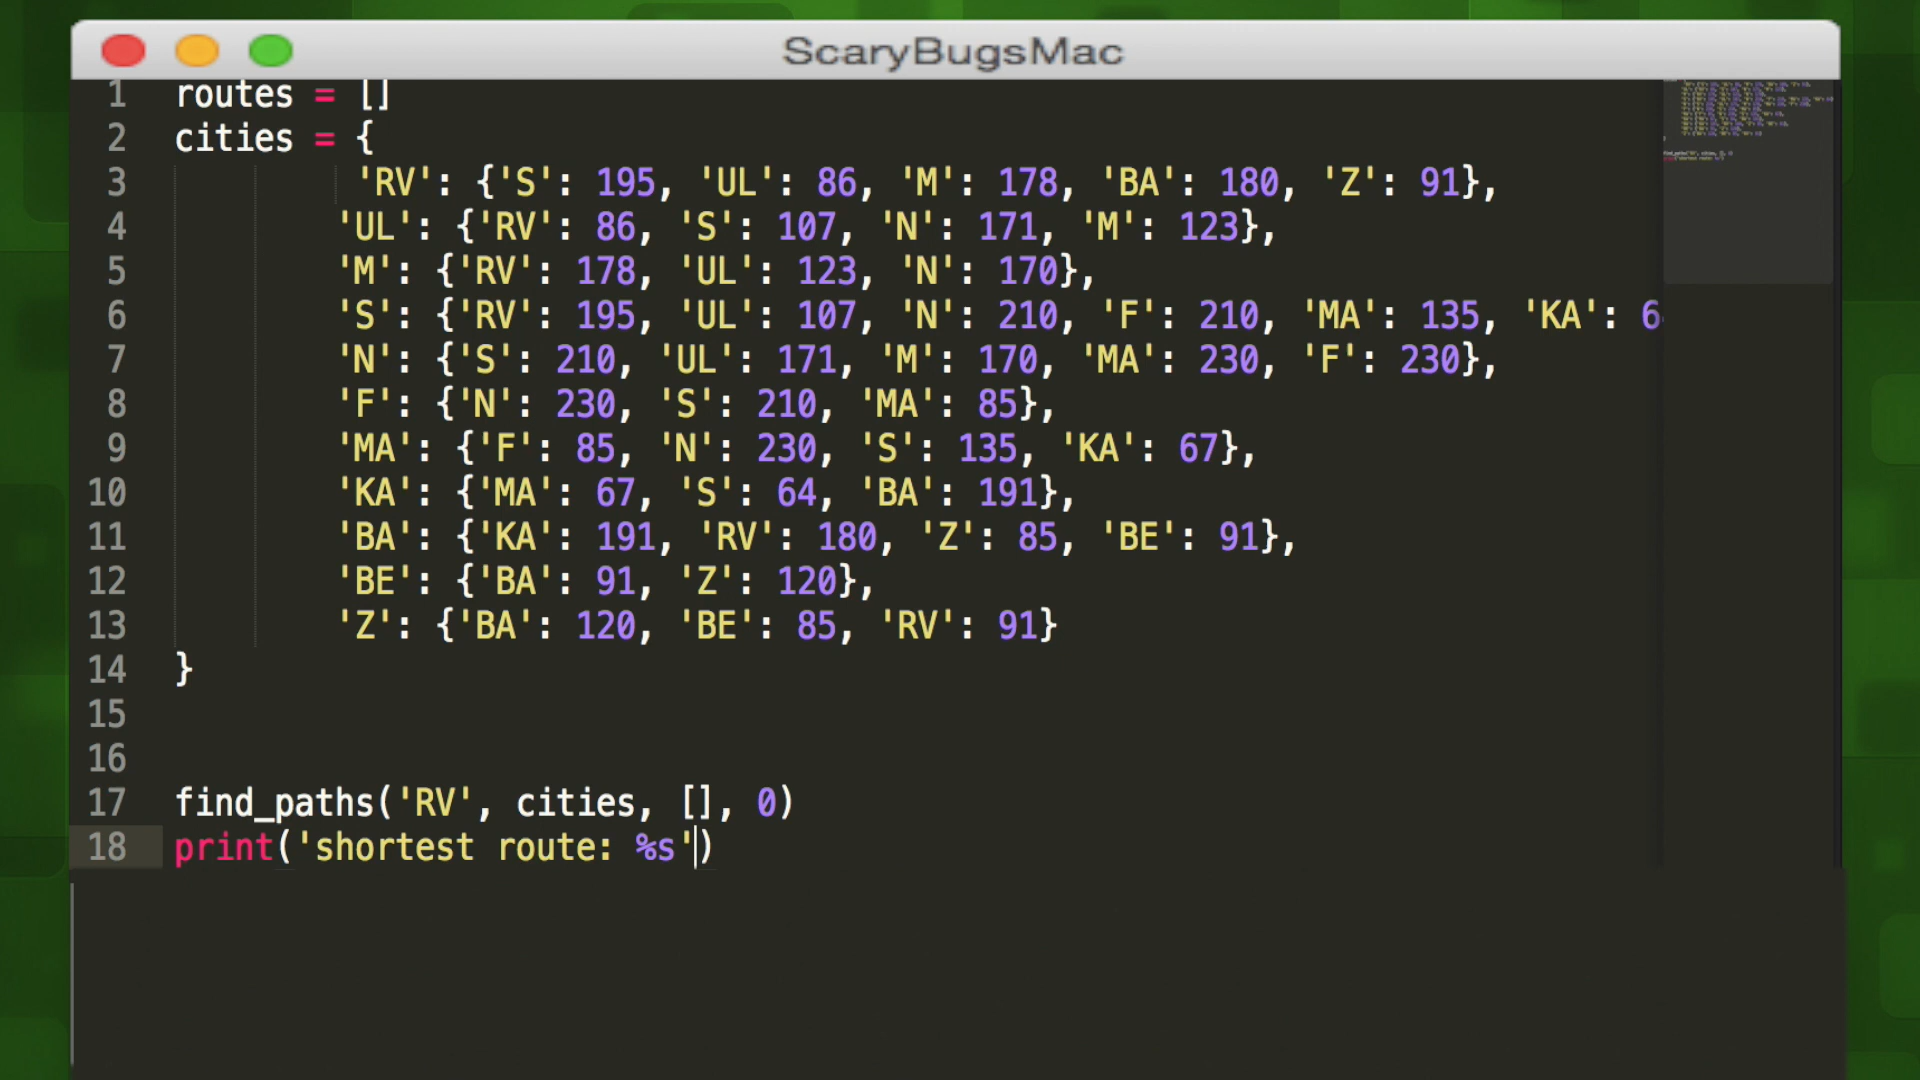 ScaryBugsMac
1 routes = []
2 cities = {
3 'RV': {'S': 195, 'UL': 86, 'M': 178, 'BA': 180, 'Z': 91},
4 'UL': {'RV': 86, 'S': 107, 'N': 171, 'M': 123},
5 'M': {'RV': 178, 'UL': 123, 'N': 170},
6 'S': {'RV': 195, 'UL': 107, 'N': 210, 'F': 210, 'MA': 135, 'KA': 6
7 'N': {'S': 210, 'UL': 171, 'M': 170, 'MA': 230, 'F': 230},
8 'F': {'N': 230, 'S': 210, 'MA': 85},
9 'MA': {'F': 85, 'N': 230, 'S': 135, 'KA': 67},
10 'KA': {'MA': 67, 'S': 64, 'BA': 191},
11 'BA': {'KA': 191, 'RV': 180, 'Z': 85, 'BE': 91},
12 'BE': {'BA': 91, 'Z': 120},
13 'Z': {'BA': 120, 'BE': 85, 'RV': 91}
14 }
15
16
17 find_paths('RV', cities, [], 0)
18 print('shortest route: %s')